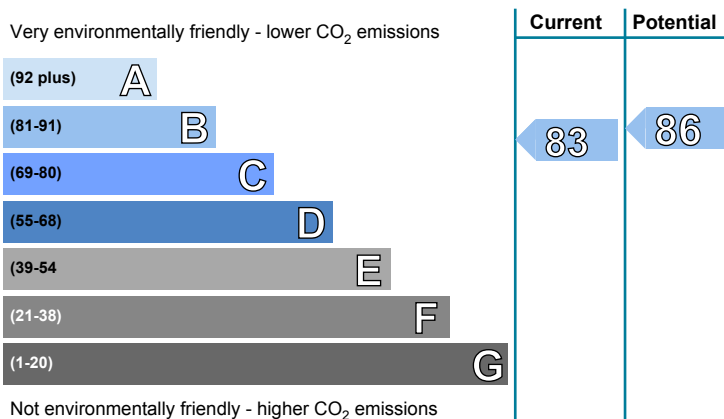 Current Potential
Very environmentally friendly - lower CO2 emissions
(92 plus) A
(81-91) B
(69-80) C
(55-68) D
(39-54 E
(21-38) F
(1-20) G
83 86
Not environmentally friendly - higher CO2 emissions